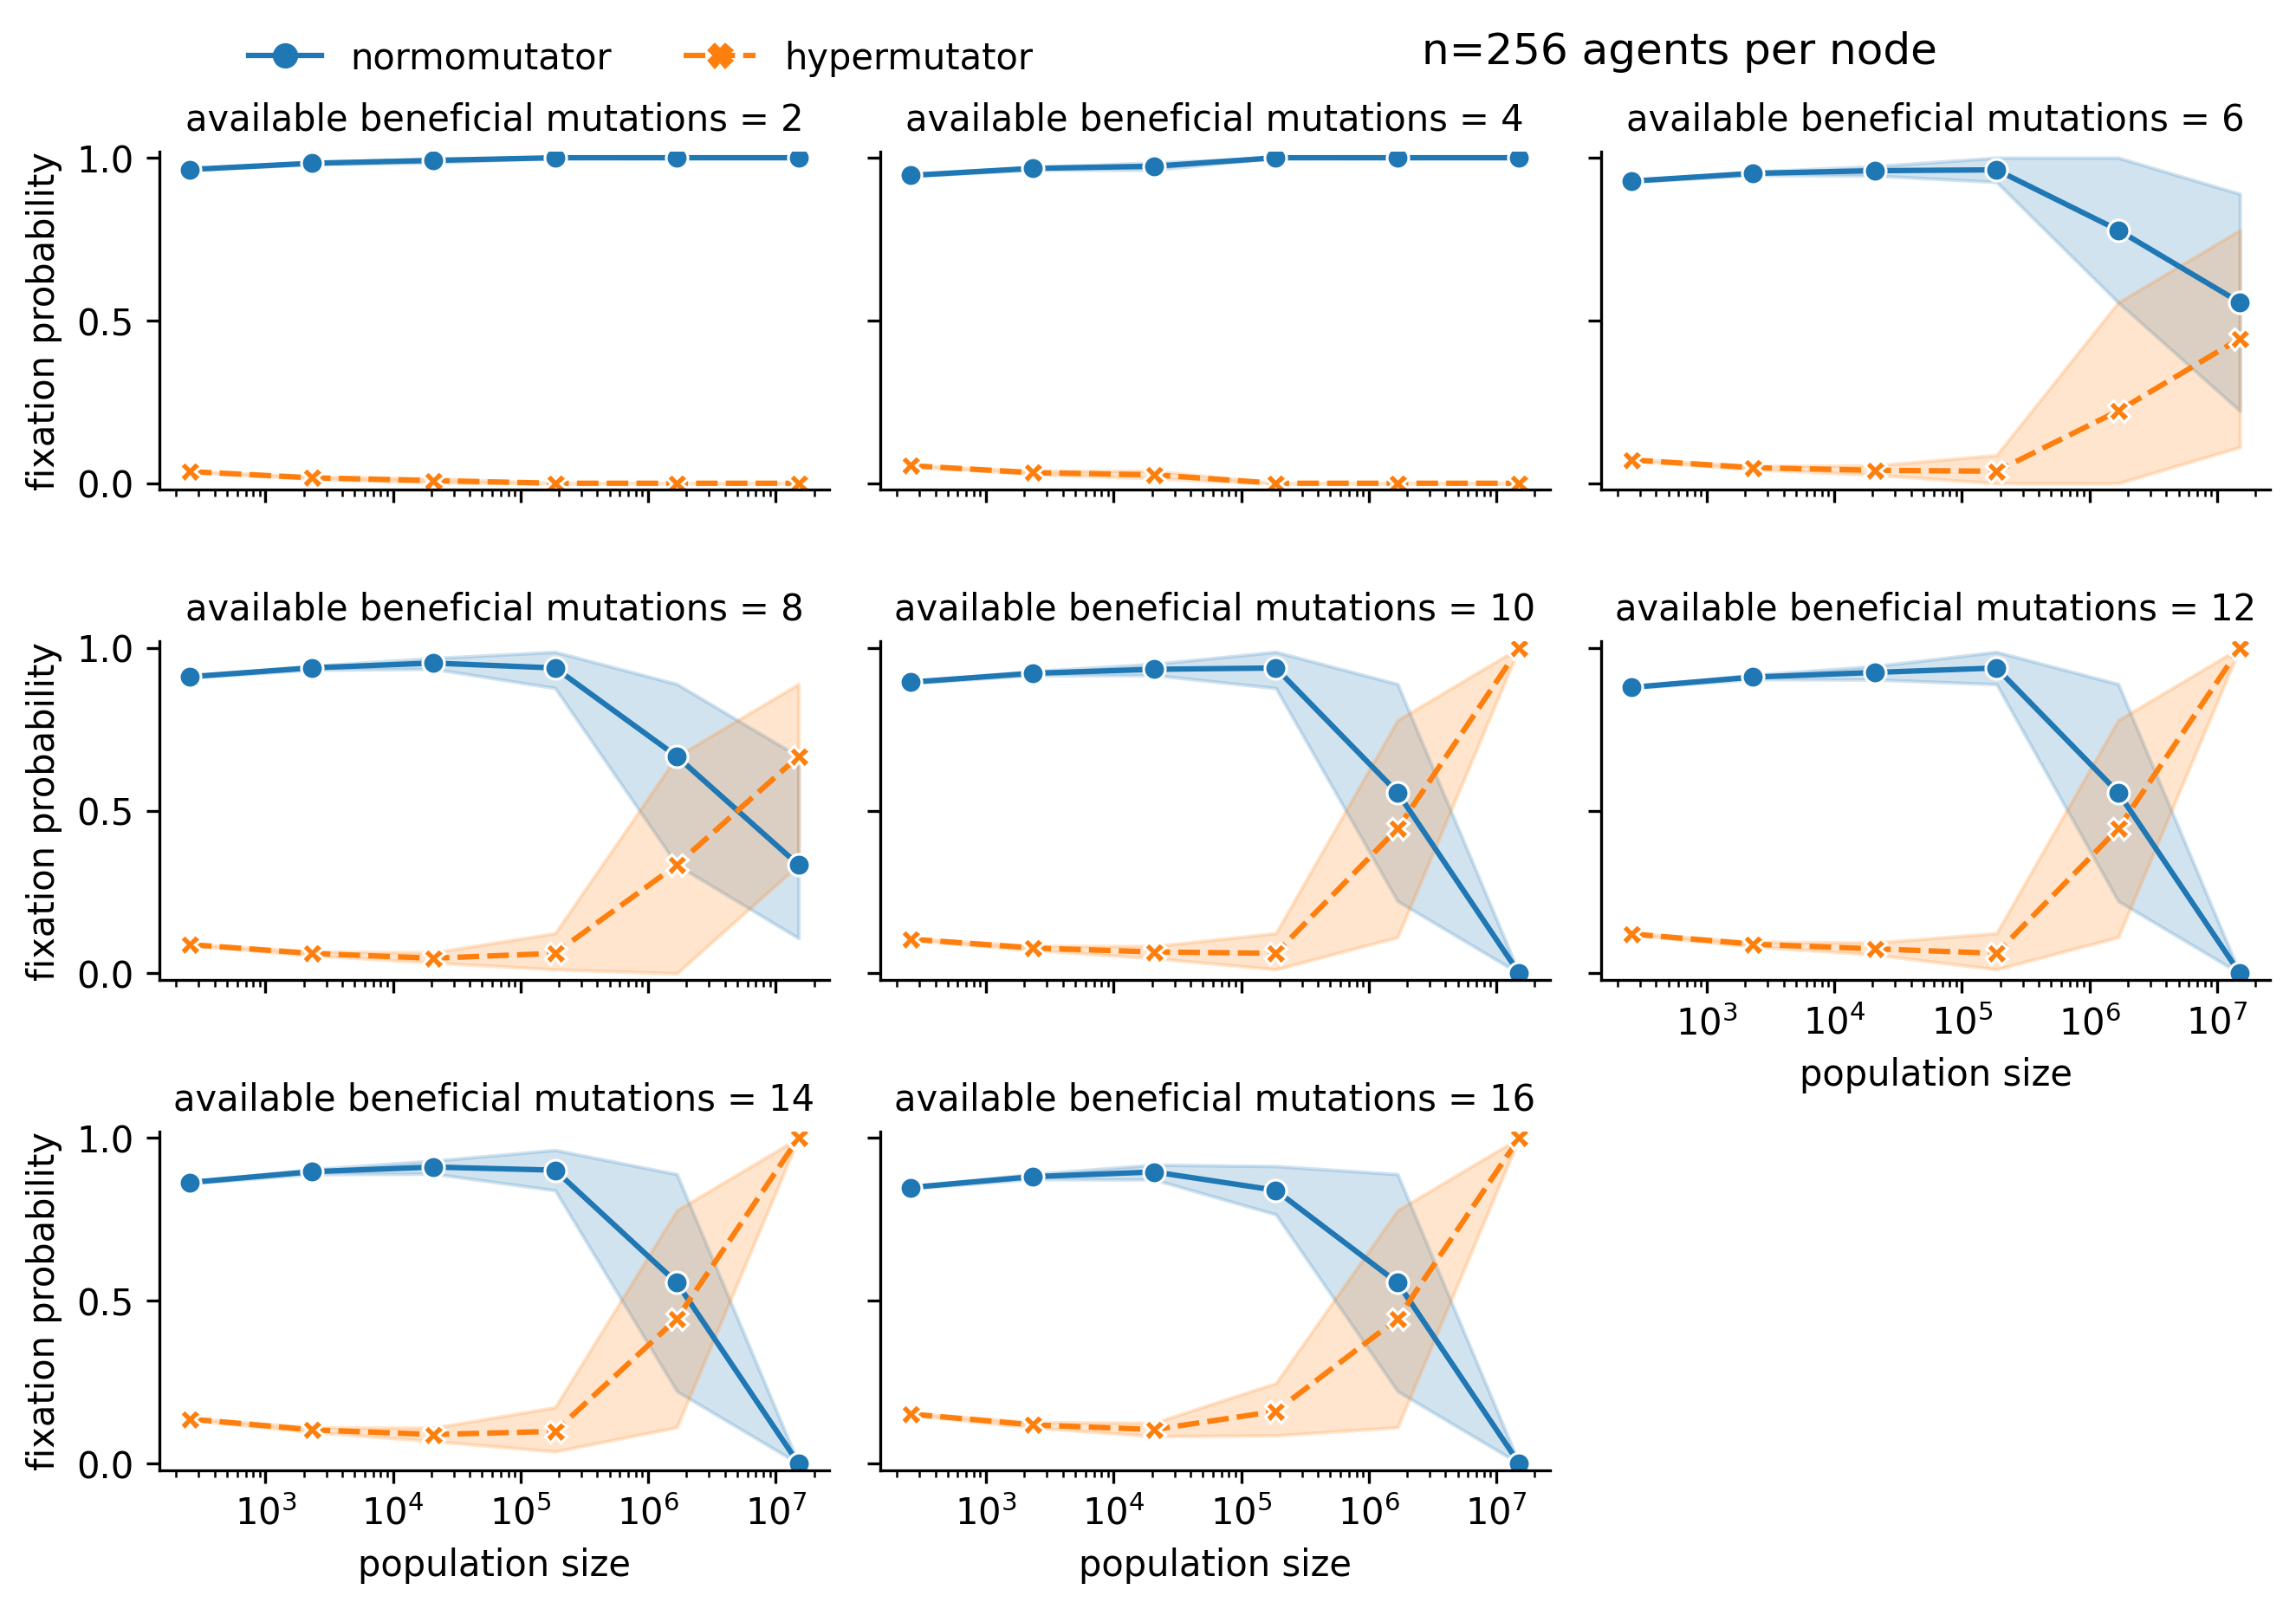 normomutator hypermutator n=256 agents per node
available beneficial mutations = 2 available beneficial mutations = 4 available beneficial mutations = 6
fixation probability
1.0
0.5
0.0
available beneficial mutations = 8 available beneficial mutations = 10 available beneficial mutations = 12
fixation probability
1.0
0.5
0.0
10³ 10⁴ 10⁵ 10⁶ 10⁷
population size
available beneficial mutations = 14 available beneficial mutations = 16
fixation probability
1.0
0.5
0.0
10³ 10⁴ 10⁵ 10⁶ 10⁷ 10³ 10⁴ 10⁵ 10⁶ 10⁷
population size population size